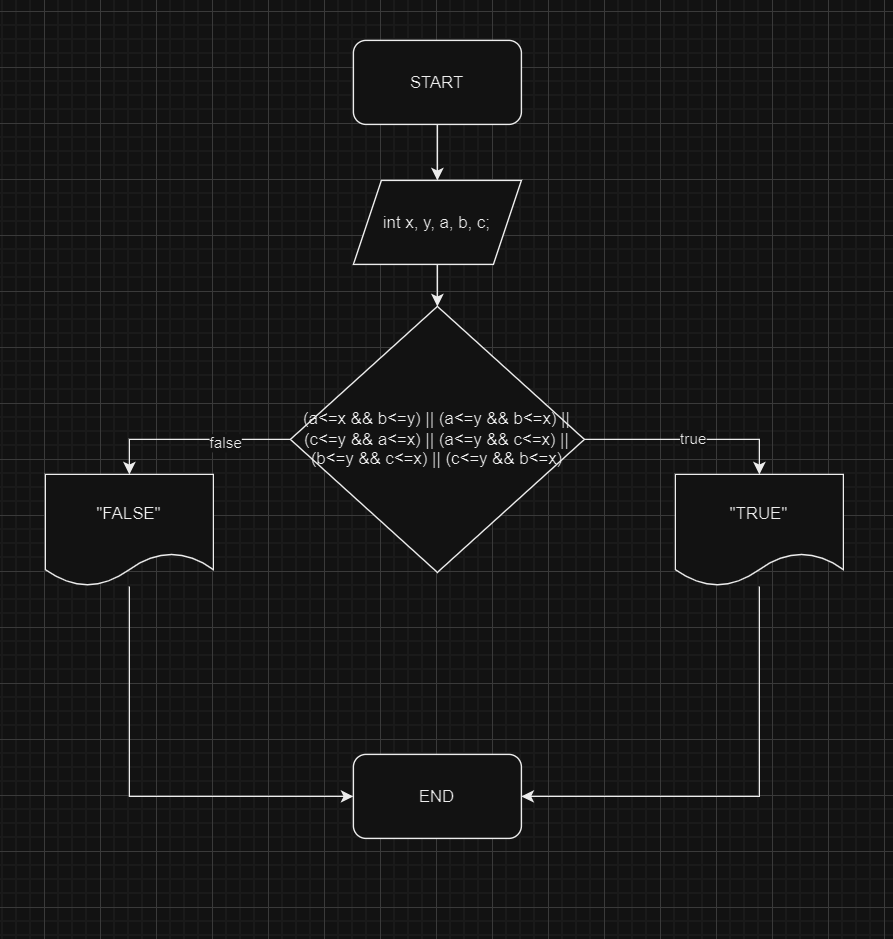 START
int x, y, a, b, c;
(a<=x && b<=y) || (a<=y && b<=x) ||
(c<=y && a<=x) || (a<=y && c<=x) ||
(b<=y && c<=x) || (c<=y && b<=x)
false
true
"FALSE"
"TRUE"
END